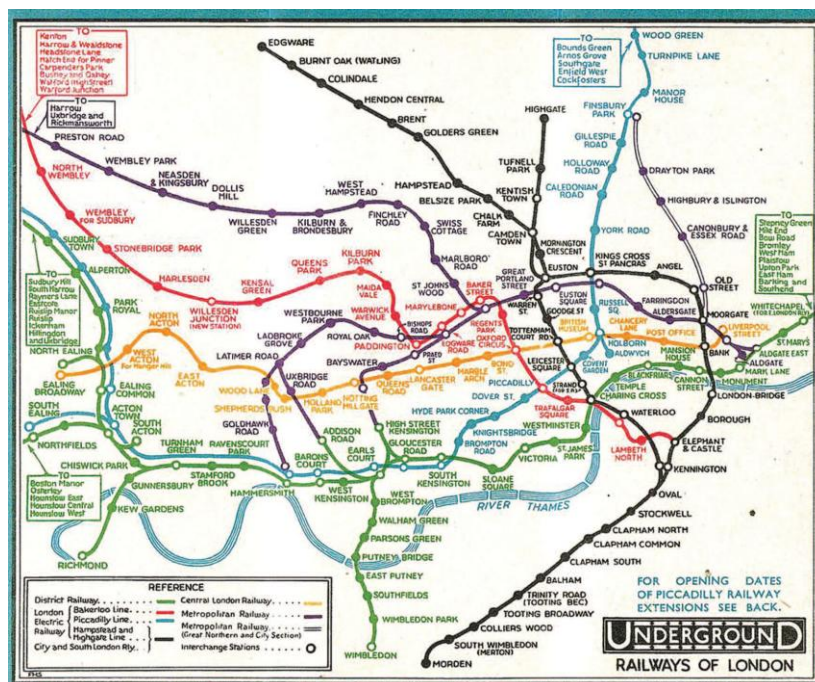 TO
Kenton
Harrow & Wealdstone
Headstone Lane
Hatch End for Pinner
Carpenders Park
Bushey and Oxhey
Watford High Street
Watford Junction
TO
Harrow
Uxbridge and
Rickmansworth
TO
Bounds Green
Arnos Grove
Southgate
Enfield West
Cockfosters
WOOD GREEN
TURNPIKE LANE
MANOR
HOUSE
EDGWARE
BURNT OAK (WATLING)
COLINDALE
HENDON CENTRAL
BRENT
GOLDERS GREEN
HAMPSTEAD
BELSIZE PARK
CHALK
FARM
CAMDEN
TOWN
HIGHGATE
TUFNELL
PARK
KENTISH
TOWN
MORNINGTON
CRESCENT
FINSBURY
PARK
GILLESPIE
ROAD
HOLLOWAY
ROAD
CALEDONIAN
ROAD
YORK ROAD
DRAYTON PARK
HIGHBURY & ISLINGTON
CANONBURY &
ESSEX ROAD
OLD
STREET
PRESTON ROAD
WEMBLEY PARK
NEASDEN
& KINGSBURY
DOLLIS
HILL
WILLESDEN
GREEN
KILBURN &
BRONDESBURY
WEST
HAMPSTEAD
FINCHLEY
ROAD
SWISS
COTTAGE
MARLBORO'
ROAD
ST JOHNS
WOOD
NORTH
WEMBLEY
WEMBLEY
FOR SUDBURY
STONEBRIDGE PARK
HARLESDEN
WILLESDEN
JUNCTION
(NEW STATION)
KENSAL
GREEN
QUEENS
PARK
KILBURN
PARK
MAIDA
VALE
WARWICK
AVENUE
PADDINGTON
MARYLEBONE
BAKER
STREET
REGENTS
PARK
OXFORD
CIRCUS
EDGWARE
ROAD
BISHOPS
ROAD
PRAED
ST
GREAT
PORTLAND
STREET
WARREN
ST.
EUSTON
EUSTON
SQUARE
KINGS CROSS
ST PANCRAS
ANGEL
FARRINGDON
ALDERSGATE
MOORGATE
LIVERPOOL
STREET
BANK
POST OFFICE
CHANCERY
LANE
BRITISH
MUSEUM
RUSSELL
SQ.
HOLBORN
ALDWYCH
COVENT
GARDEN
GOODGE ST.
TOTTENHAM
COURT RD
LEICESTER
SQUARE
STRAND
TRAFALGAR
SQUARE
PICCADILLY
DOVER ST.
HYDE PARK CORNER
KNIGHTSBRIDGE
BROMPTON
ROAD
TO
Stepney Green
Mile End
Bow Road
Bromley
West Ham
Plaistow
Upton Park
East Ham
Barking and
Southend
WHITECHAPEL
ST MARYS
ALDGATE EAST
ALDGATE
MARK LANE
MONUMENT
CANNON
STREET
MANSION
HOUSE
BLACKFRIARS
TEMPLE
CHARING CROSS
WESTMINSTER
ST. JAMES
PARK
VICTORIA
SLOANE
SQUARE
SOUTH
KENSINGTON
GLOUCESTER
ROAD
HIGH STREET
KENSINGTON
EARLS
COURT
BARONS
COURT
WEST
KENSINGTON
HAMMERSMITH
ADDISON
ROAD
TO
Sudbury Hill
South Harrow
Rayners Lane
Eastcote
Ruislip Manor
Ruislip
Ickenham
Hillingdon
and Uxbridge
SUDBURY
TOWN
ALPERTON
PARK
ROYAL
NORTH EALING
EALING
BROADWAY
WEST
ACTON
NORTH
ACTON
EAST
ACTON
WOOD LANE
SHEPHERDS BUSH
HOLLAND
PARK
NOTTING
HILL GATE
QUEENS
ROAD
LANCASTER
GATE
MARBLE
ARCH
BOND
ST.
LATIMER ROAD
LADBROKE
GROVE
WESTBOURNE
PARK
ROYAL OAK
BAYSWATER
UXBRIDGE
ROAD
GOLDHAWK
ROAD
EALING
COMMON
ACTON
TOWN
SOUTH
ACTON
SOUTH
EALING
NORTHFIELDS
CHISWICK PARK
TURNHAM
GREEN
STAMFORD
BROOK
RAVENSCOURT
PARK
GUNNERSBURY
KEW GARDENS
RICHMOND
TO
Boston Manor
Osterley
Hounslow East
Hounslow Central
Hounslow West
WEST
BROMPTON
WALHAM GREEN
PARSONS GREEN
PUTNEY BRIDGE
EAST PUTNEY
SOUTHFIELDS
WIMBLEDON PARK
WIMBLEDON
RIVER THAMES
WATERLOO
LAMBETH
NORTH
ELEPHANT
& CASTLE
LONDON-BRIDGE
BOROUGH
KENNINGTON
OVAL
STOCKWELL
CLAPHAM NORTH
CLAPHAM COMMON
CLAPHAM SOUTH
BALHAM
TRINITY ROAD
(TOOTING BEC)
TOOTING BROADWAY
COLLIERS WOOD
SOUTH WIMBLEDON
(MERTON)
MORDEN
REFERENCE
District Railway
London
Electric
Railway
Bakerloo Line
Piccadilly Line
Hampstead and
Highgate Line
City and South London Rly
Central London Railway
Metropolitan Railway
Metropolitan Railway
(Great Northern and City Section)
Interchange Stations
FOR OPENING DATES
OF PICCADILLY RAILWAY
EXTENSIONS SEE BACK.
UNDERGROUND
RAILWAYS OF LONDON